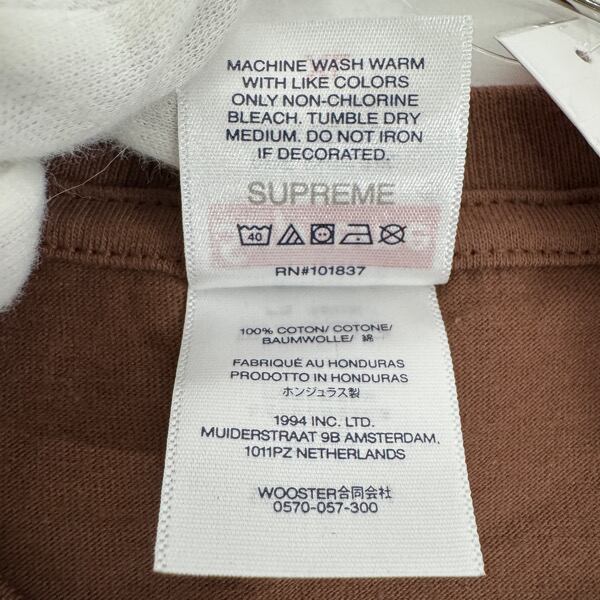 MACHINE WASH WARM
WITH LIKE COLORS
ONLY NON-CHLORINE
BLEACH. TUMBLE DRY
MEDIUM. DO NOT IRON
IF DECORATED.
SUPREME
40
RN#101837
100% COTON/ COTONE/
BAUMWOLLE/ 綿
FABRIQUÉ AU HONDURAS
PRODOTTO IN HONDURAS
ホンジュラス製
1994 INC. LTD.
MUIDERSTRAAT 9B AMSTERDAM,
1011PZ NETHERLANDS
WOOSTER合同会社
0570-057-300